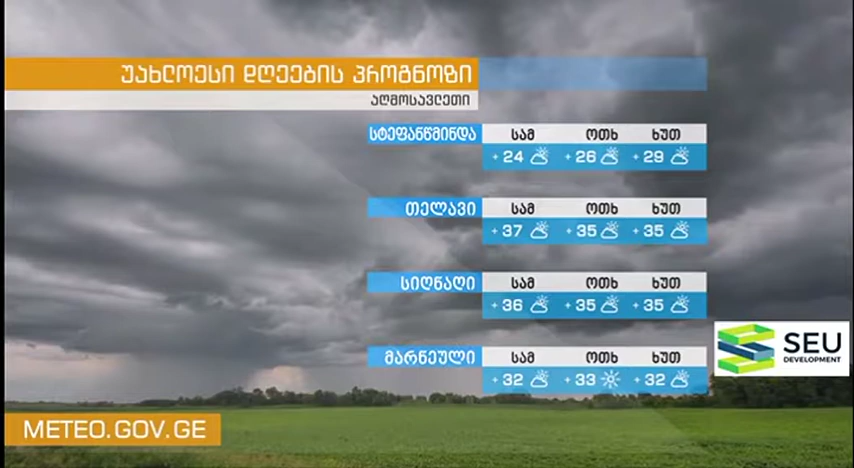 უახლოესი დღეების პროგნოზი
აღმოსავლეთი
სტეფანწმინდა სამ ოთხ ხუთ
+24 +26 +29
თელავი სამ ოთხ ხუთ
+37 +35 +35
სიღნაღი სამ ოთხ ხუთ
+36 +35 +35
მარნეული სამ ოთხ ხუთ
+32 +33 +32
SEU
DEVELOPMENT
METEO.GOV.GE